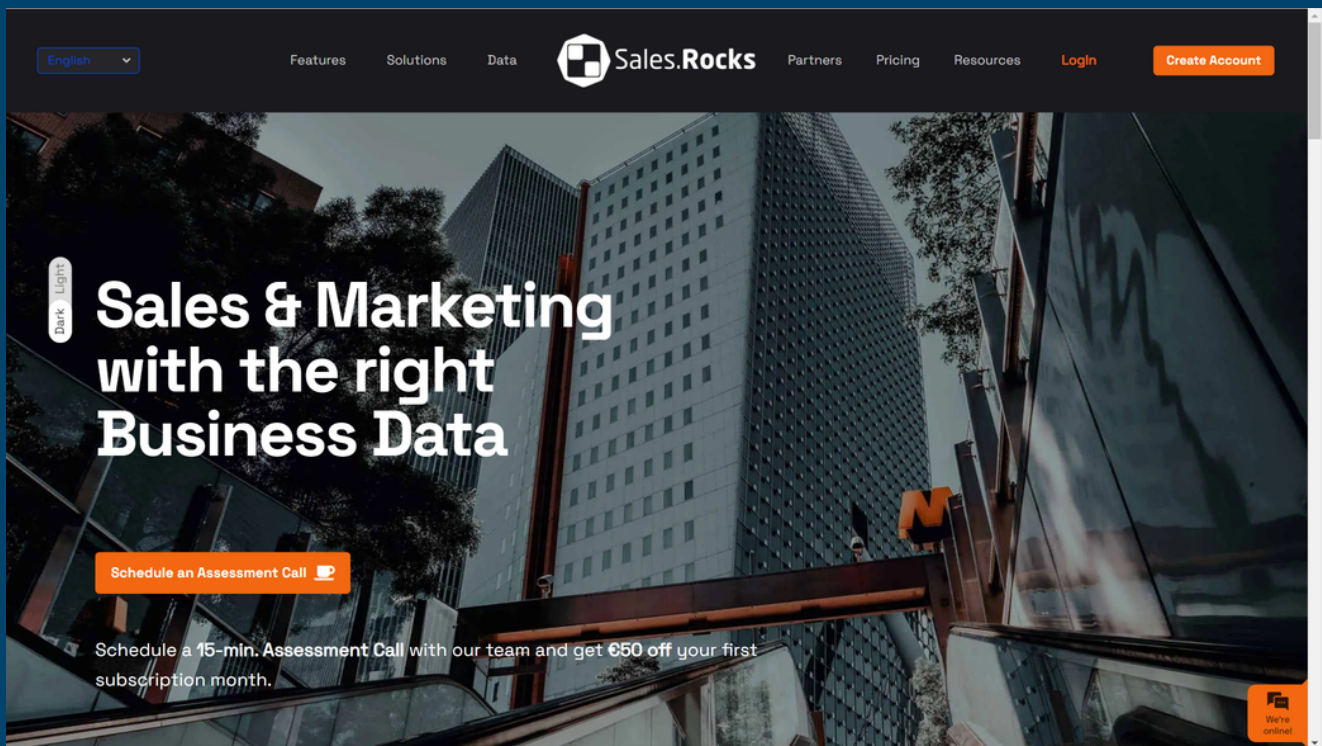 English
Features
Solutions
Data
Sales.Rocks
Partners
Pricing
Resources
Login
Create Account
Light
Dark
Sales & Marketing
with the right
Business Data
M
Schedule an Assessment Call
Schedule a 15-min. Assessment Call with our team and get €50 off your first
subscription month.
We're
online!